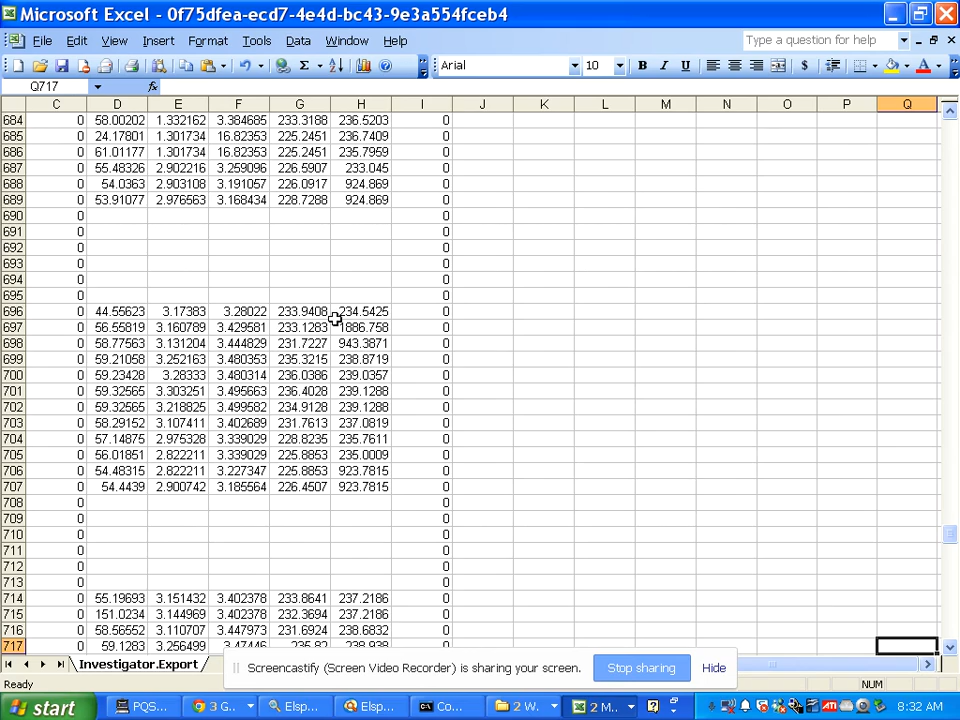 Microsoft Excel - 0f75dfea-ecd7-4e4d-bc43-9e3a554fceb4
File Edit View Insert Format Tools Data Window Help Type a question for help
Arial 10 B I U $ A
Q717 fx
C D E F G H I J K L M N O P Q
684 0 58.00202 1.332162 3.384685 233.3188 236.5203 0
685 0 24.17801 1.301734 16.82353 225.2451 236.7409 0
686 0 61.01177 1.301734 16.82353 225.2451 235.7959 0
687 0 55.48326 2.902216 3.259096 226.5907 233.045 0
688 0 54.0363 2.903108 3.191057 226.0917 924.869 0
689 0 53.91077 2.976563 3.168434 228.7288 924.869 0
690 0 0
691 0 0
692 0 0
693 0 0
694 0 0
695 0 0
696 0 44.55623 3.17383 3.28022 233.9408 234.5425 0
697 0 56.55819 3.160789 3.429581 233.1283 1886.758 0
698 0 58.77563 3.131204 3.444829 231.7227 943.3871 0
699 0 59.21058 3.252163 3.480353 235.3215 238.8719 0
700 0 59.23428 3.28333 3.480314 236.0386 239.0357 0
701 0 59.32565 3.303251 3.495663 236.4028 239.1288 0
702 0 59.32565 3.218825 3.499582 234.9128 239.1288 0
703 0 58.29152 3.107411 3.402689 231.7613 237.0819 0
704 0 57.14875 2.975328 3.339029 228.8235 235.7611 0
705 0 56.01851 2.822211 3.339029 225.8853 235.0009 0
706 0 54.48315 2.822211 3.227347 225.8853 923.7815 0
707 0 54.4439 2.900742 3.185564 226.4507 923.7815 0
708 0 0
709 0 0
710 0 0
711 0 0
712 0 0
713 0 0
714 0 55.19693 3.151432 3.402378 233.8641 237.2186 0
715 0 151.0234 3.144969 3.402378 232.3694 237.2186 0
716 0 58.56552 3.110707 3.447973 231.6924 238.6832 0
717 0 59.1283 3.256499 3.47446 235.82 238.938 0
Investigator.Export
Screencastify (Screen Video Recorder) is sharing your screen. Stop sharing Hide
Ready NUM
start PQS... 3 G... Elsp... Elsp... Co... 2 W... 2 M... 8:32 AM